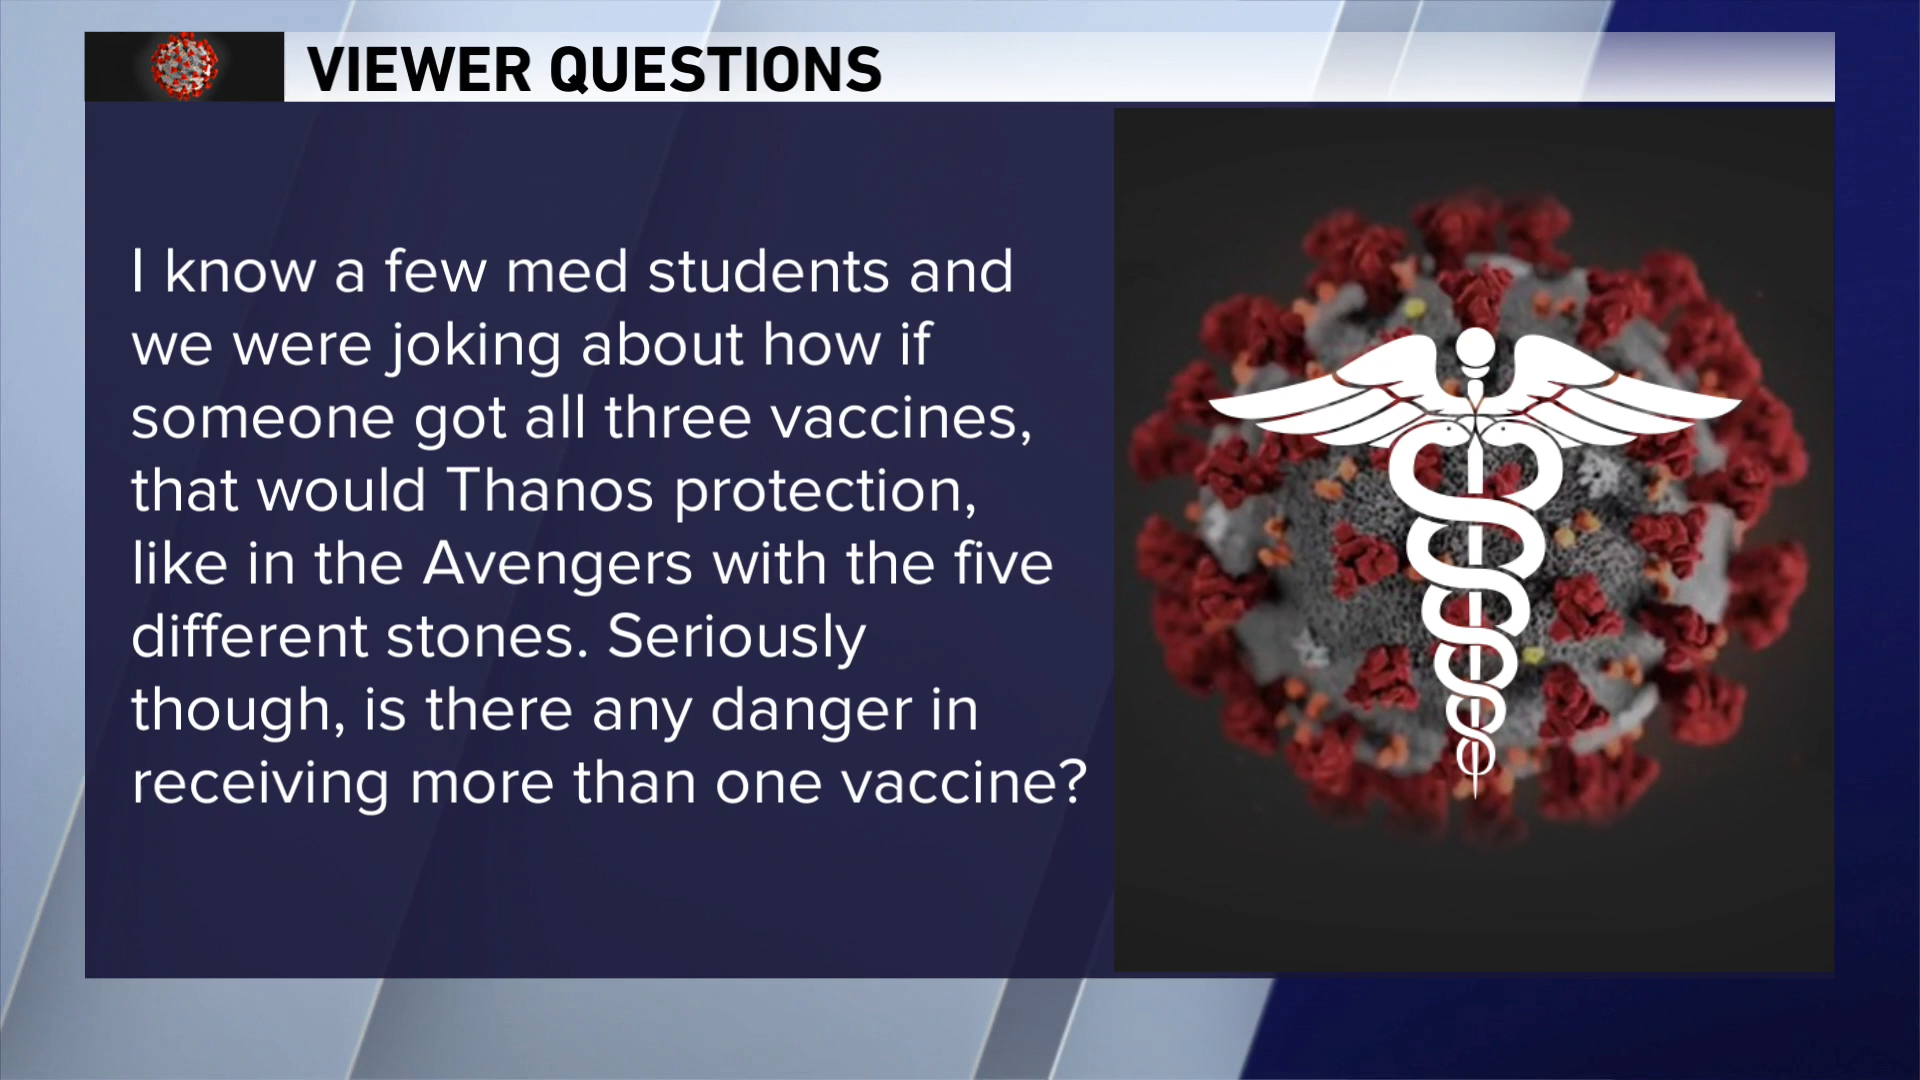 VIEWER QUESTIONS
I know a few med students and
we were joking about how if
someone got all three vaccines,
that would Thanos protection,
like in the Avengers with the five
different stones. Seriously
though, is there any danger in
receiving more than one vaccine?